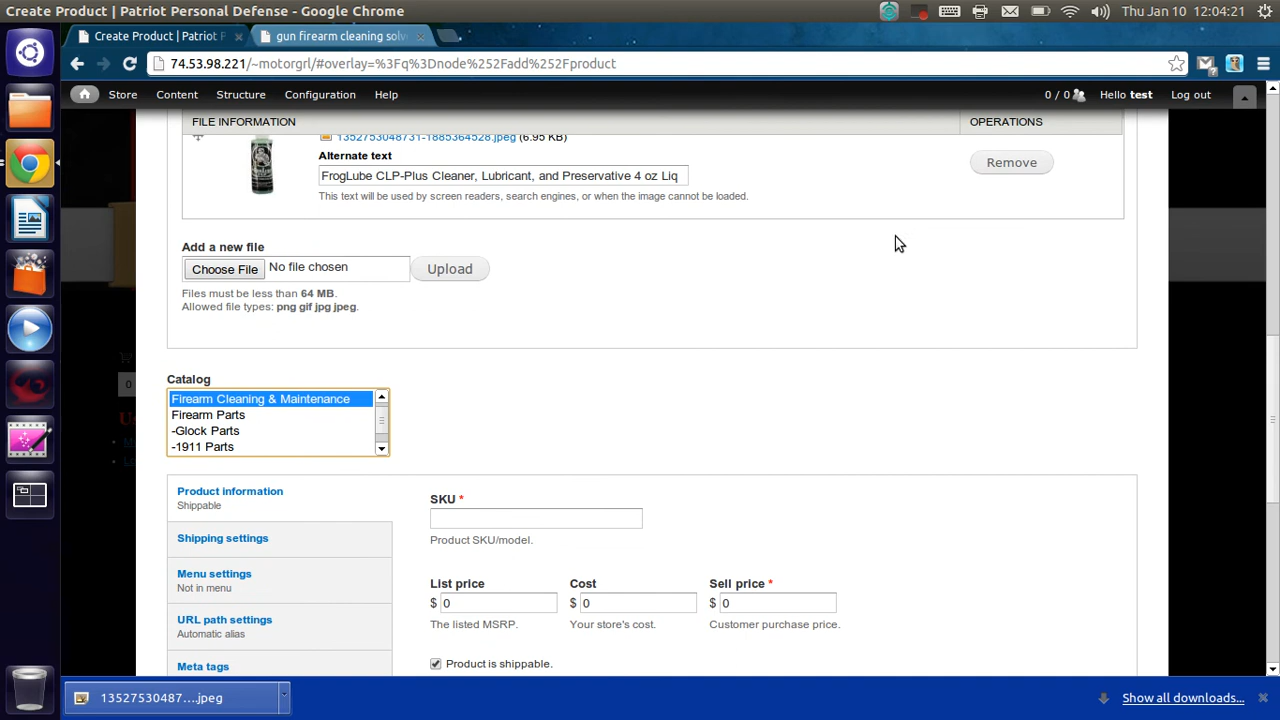 Create Product | Patriot Personal Defense - Google Chrome
Thu Jan 10 12:04:21
Create Product | Patriot P
gun firearm cleaning solv
74.53.98.221/~motorgrl/#overlay=%3Fq%3Dnode%252Fadd%252Fproduct
Store Content Structure Configuration Help
0 / 0 Hello test Log out
FILE INFORMATION OPERATIONS
1352753048731-1885364528.jpeg (6.95 KB)
Alternate text
FrogLube CLP-Plus Cleaner, Lubricant, and Preservative 4 oz Liq
Remove
This text will be used by screen readers, search engines, or when the image cannot be loaded.
Add a new file
Choose File No file chosen Upload
Files must be less than 64 MB.
Allowed file types: png gif jpg jpeg.
Catalog
Firearm Cleaning & Maintenance
Firearm Parts
-Glock Parts
-1911 Parts
Product information
Shippable
Shipping settings
Menu settings
Not in menu
URL path settings
Automatic alias
Meta tags
SKU *
Product SKU/model.
List price Cost Sell price *
$ 0 $ 0 $ 0
The listed MSRP. Your store's cost. Customer purchase price.
Product is shippable.
13527530487....jpeg
Show all downloads...